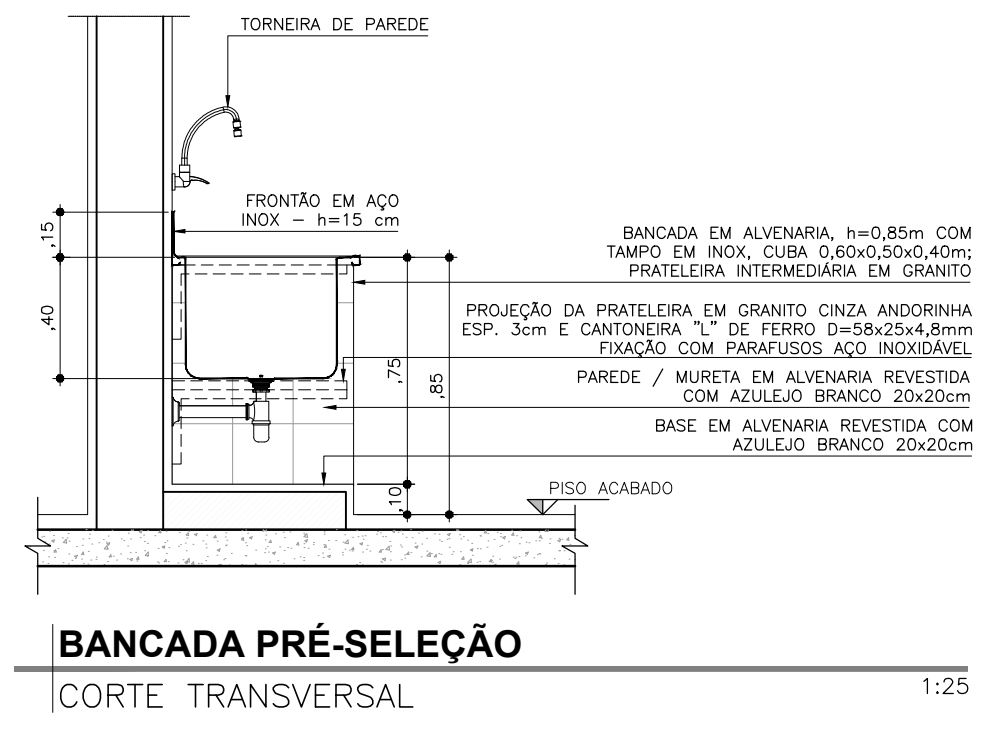 TORNEIRA DE PAREDE
FRONTÃO EM AÇO
INOX – h=15 cm
,15
,40
BANCADA EM ALVENARIA, h=0,85m COM
TAMPO EM INOX, CUBA 0,60x0,50x0,40m;
PRATELEIRA INTERMEDIÁRIA EM GRANITO
PROJEÇÃO DA PRATELEIRA EM GRANITO CINZA ANDORINHA
ESP. 3cm E CANTONEIRA "L" DE FERRO D=58x25x4,8mm
FIXAÇÃO COM PARAFUSOS AÇO INOXIDÁVEL
,75
,85
PAREDE / MURETA EM ALVENARIA REVESTIDA
COM AZULEJO BRANCO 20x20cm
BASE EM ALVENARIA REVESTIDA COM
AZULEJO BRANCO 20x20cm
,10
PISO ACABADO
BANCADA PRÉ-SELEÇÃO
CORTE TRANSVERSAL
1:25